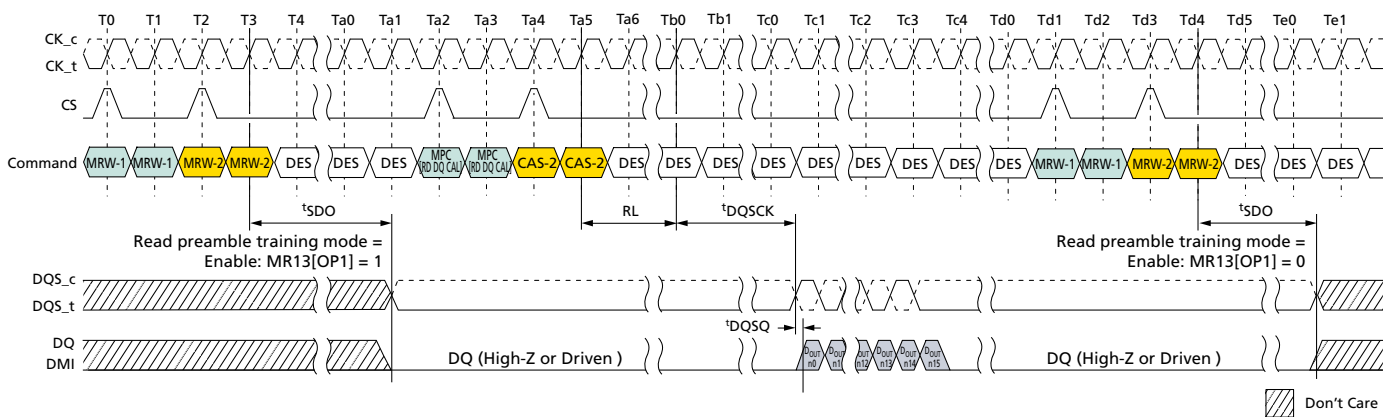 T0 T1 T2 T3 T4 Ta0 Ta1 Ta2 Ta3 Ta4 Ta5 Ta6 Tb0 Tb1 Tc0 Tc1 Tc2 Tc3 Tc4 Td0 Td1 Td2 Td3 Td4 Td5 Te0 Te1
CK_c
CK_t
CS
Command MRW-1 MRW-1 MRW-2 MRW-2 DES DES DES MPC [RD DQ CAL] MPC [RD DQ CAL] CAS-2 CAS-2 DES DES DES DES DES DES DES DES DES MRW-1 MRW-1 MRW-2 MRW-2 DES DES DES
tSDO RL tDQSCK tSDO
Read preamble training mode =
Enable: MR13[OP1] = 1
Read preamble training mode =
Enable: MR13[OP1] = 0
DQS_c
DQS_t
tDQSQ
DQ
DMI
DQ (High-Z or Driven )
DOUT n0 DOUT n1 DOUT n12 DOUT n13 DOUT n14 DOUT n15
DQ (High-Z or Driven )
Don't Care